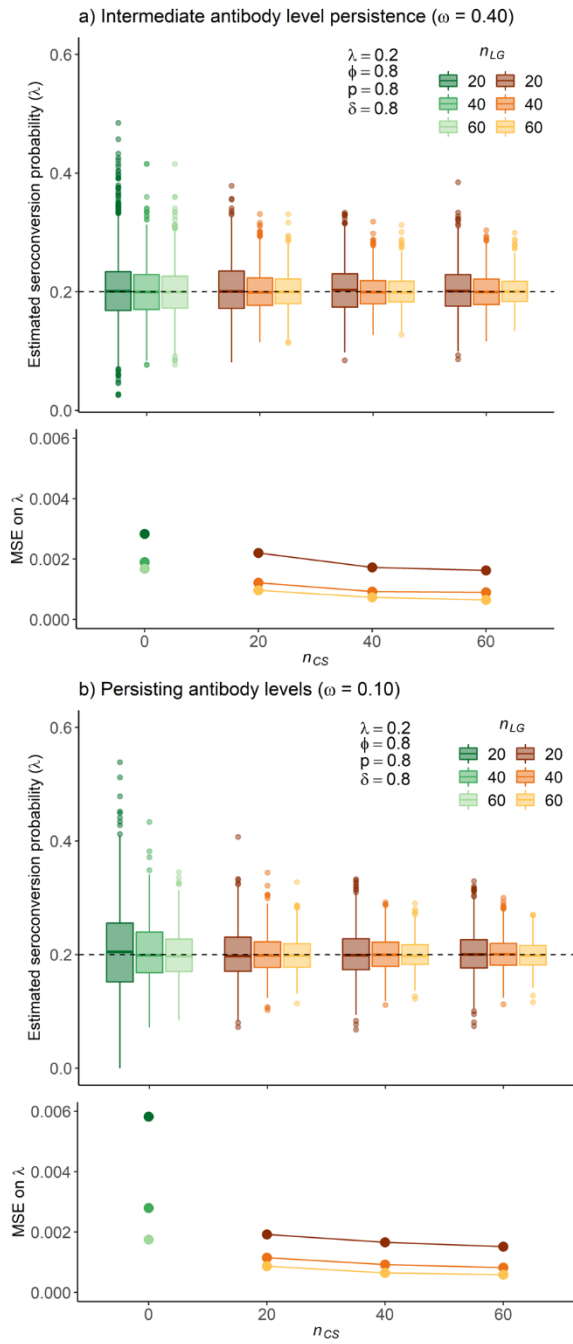 a) Intermediate antibody level persistence (ω = 0.40)
Estimated seroconversion probability (λ)
0.6
0.4
0.2
0.0
λ = 0.2
ϕ = 0.8
p = 0.8
δ = 0.8
n_LG
20 20
40 40
60 60
MSE on λ
0.006
0.004
0.002
0.000
0 20 40 60
n_CS
b) Persisting antibody levels (ω = 0.10)
Estimated seroconversion probability (λ)
0.6
0.4
0.2
0.0
λ = 0.2
ϕ = 0.8
p = 0.8
δ = 0.8
n_LG
20 20
40 40
60 60
MSE on λ
0.006
0.004
0.002
0.000
0 20 40 60
n_CS